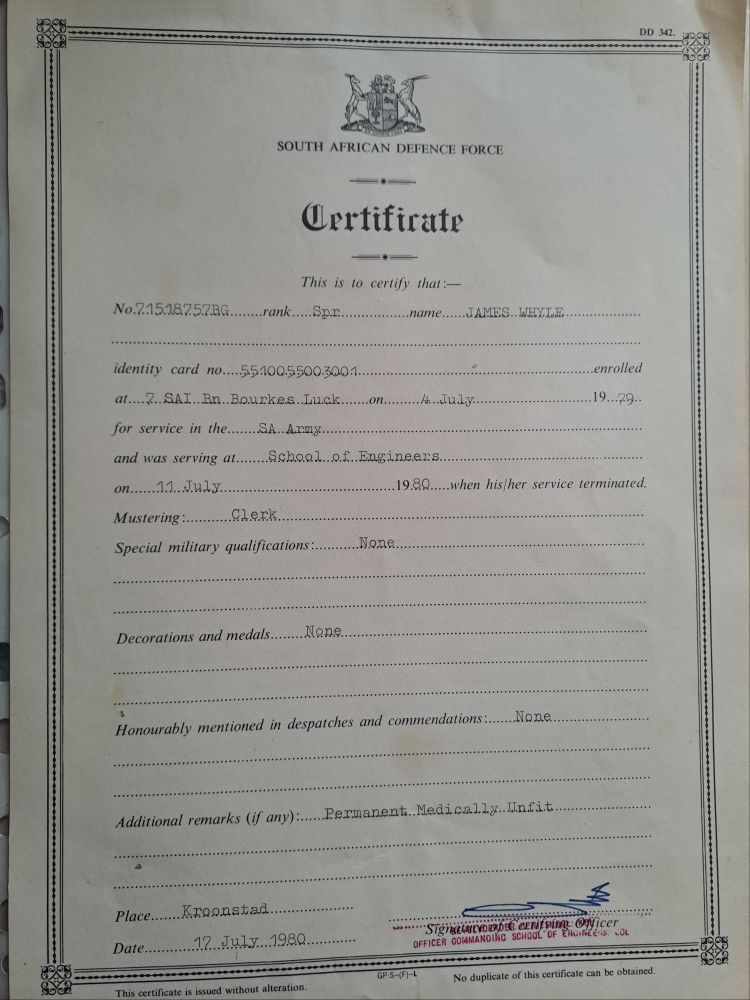 DD 342.
SOUTH AFRICAN DEFENCE FORCE
Certificate
This is to certify that:—
No.71518757BG rank Spr name JAMES WHYLE
identity card no. 5510055003001 enrolled
at 7 SAI Bn Bourkes Luck on 4 July 1979
for service in the SA Army
and was serving at School of Engineers
on 11 July 1980 when his/her service terminated.
Mustering: Clerk
Special military qualifications: None
Decorations and medals None
Honourably mentioned in despatches and commendations: None
Additional remarks (if any): Permanent Medically Unfit
Place Kroonstad
Signature of Certifying Officer
OFFICER COMMANDING SCHOOL OF ENGINEERS: COL
Date 17 July 1980
GP-S-(F)-L
This certificate is issued without alteration. No duplicate of this certificate can be obtained.